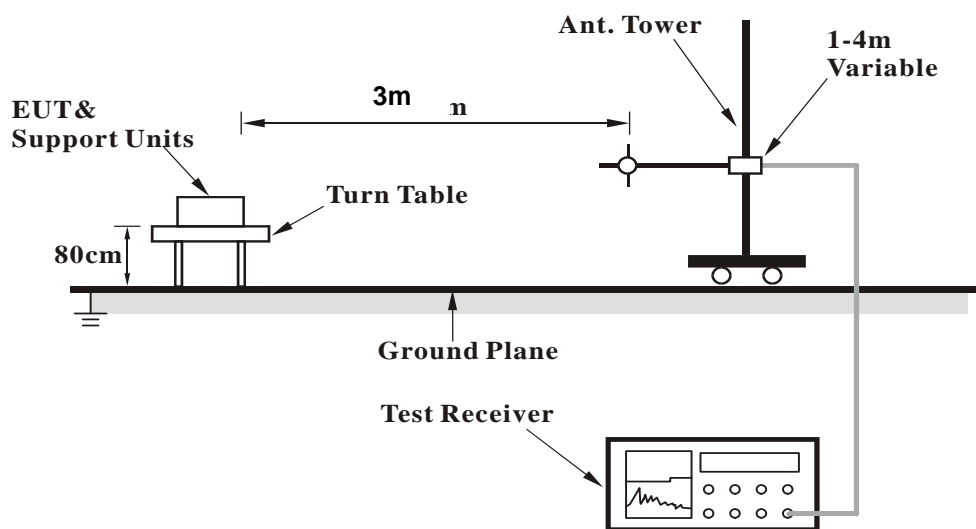 Ant. Tower
1-4m
Variable
3m
EUT&
Support Units
Turn Table
80cm
Ground Plane
Test Receiver